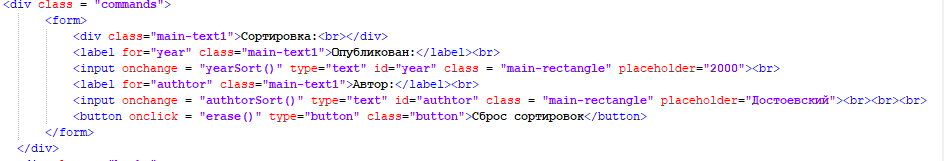 <div class = "commands">
<form>
<div class="main-text1">Сортировка:<br></div>
<label for="year" class="main-text1">Опубликован:</label><br>
<input onchange = "yearSort()" type="text" id="year" class = "main-rectangle" placeholder="2000"><br>
<label for="authtor" class="main-text1">Автор:</label><br>
<input onchange = "authtorSort()" type="text" id="authtor" class = "main-rectangle" placeholder="Достоевский"><br><br><br>
<button onclick = "erase()" type="button" class="button">Сброс сортировок</button>
</form>
</div>